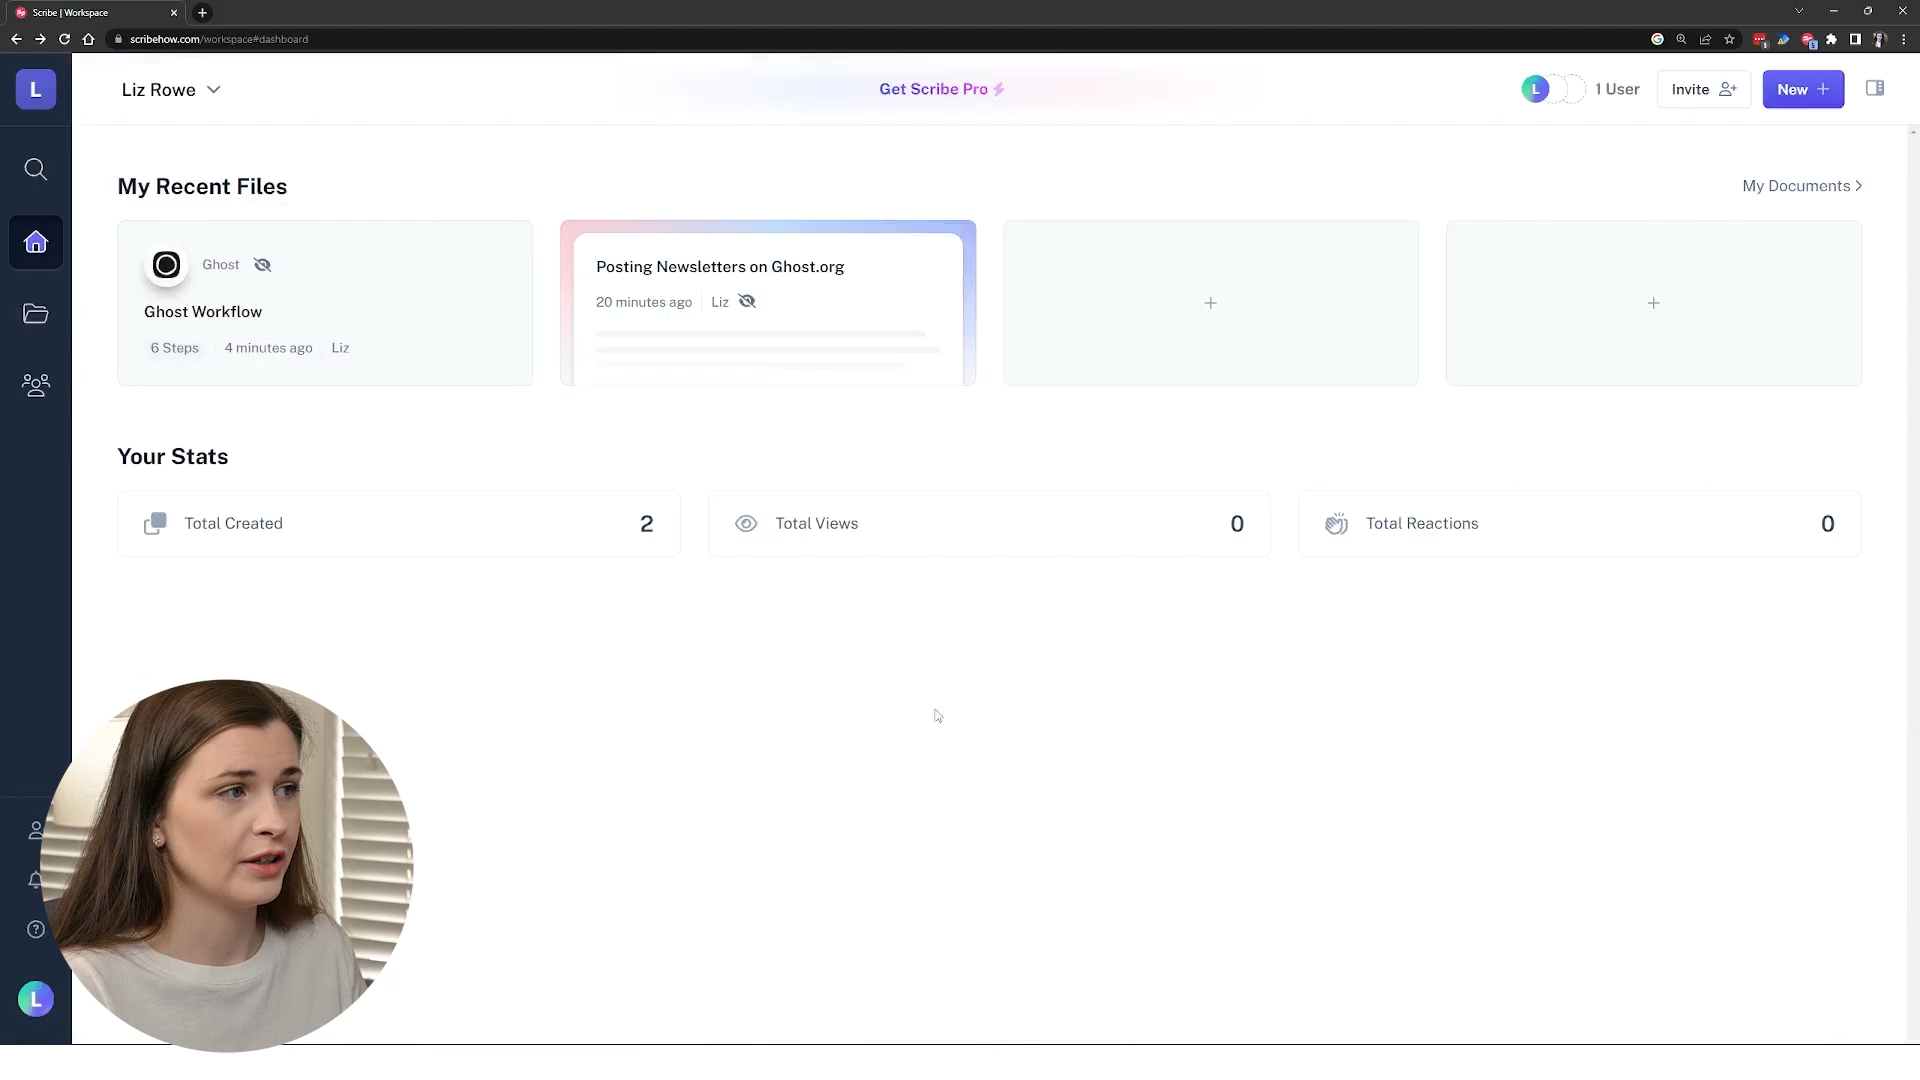 Scribe | Workspace
scribehow.com/workspace#dashboard
L
Liz Rowe
Get Scribe Pro
L
1 User
Invite
New
My Recent Files
My Documents
Ghost
Ghost Workflow
6 Steps
4 minutes ago
Liz
Posting Newsletters on Ghost.org
20 minutes ago
Liz
Your Stats
Total Created
2
Total Views
0
Total Reactions
0
L